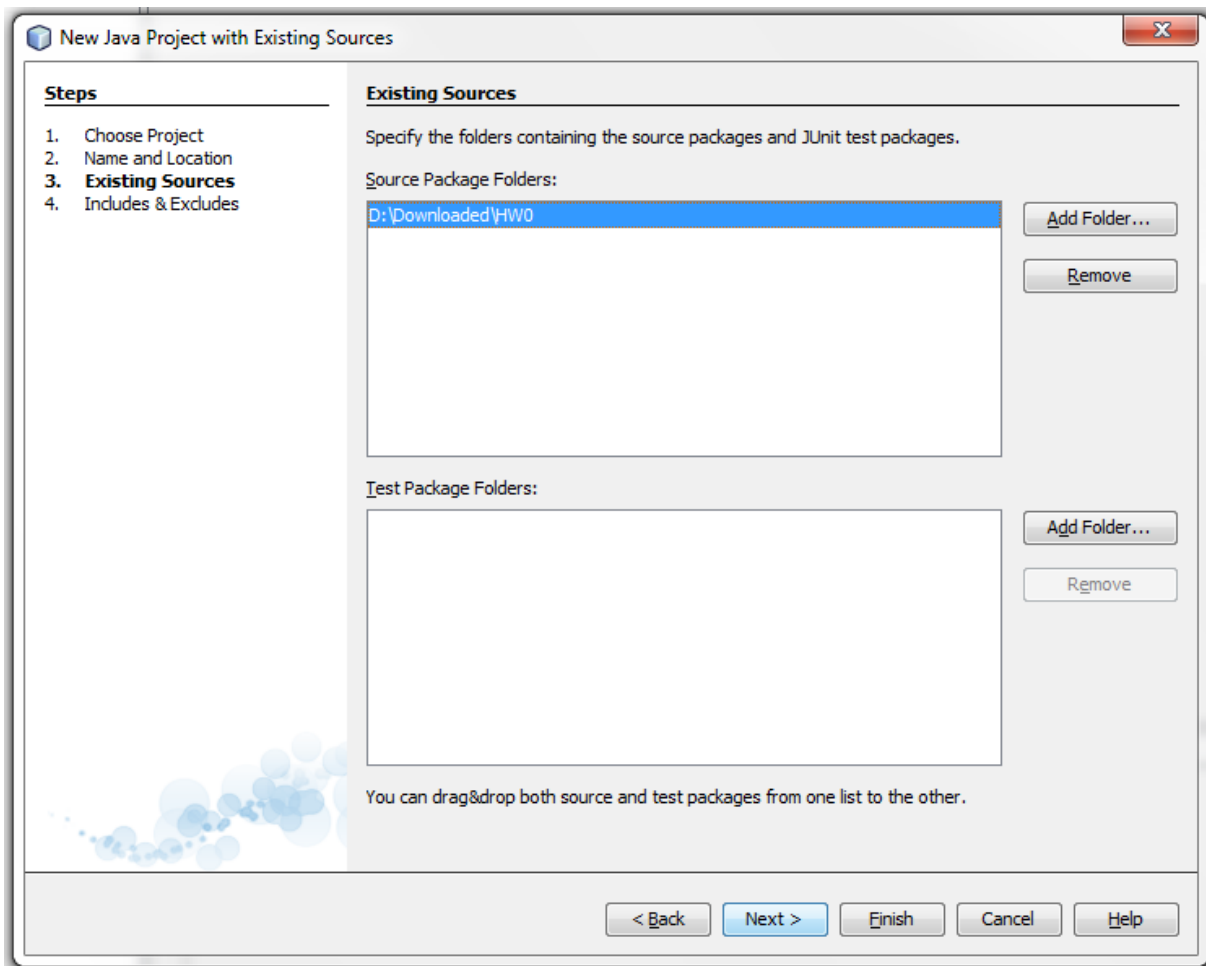 New Java Project with Existing Sources
Steps
1. Choose Project
2. Name and Location
3. Existing Sources
4. Includes & Excludes
Existing Sources
Specify the folders containing the source packages and JUnit test packages.
Source Package Folders:
D:\Downloaded\HW0
Add Folder...
Remove
Test Package Folders:
Add Folder...
Remove
You can drag&drop both source and test packages from one list to the other.
< Back
Next >
Finish
Cancel
Help